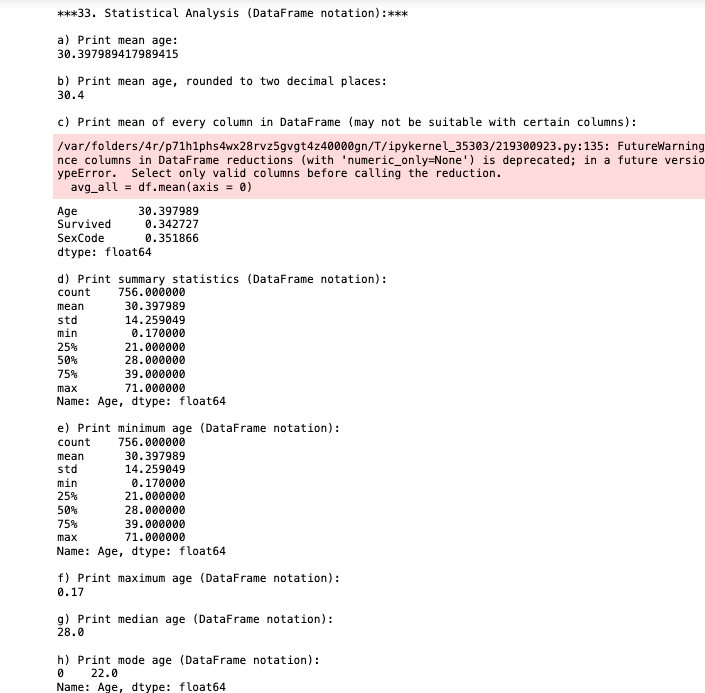 ***33. Statistical Analysis (DataFrame notation):***
a) Print mean age:
30.397989417989415
b) Print mean age, rounded to two decimal places:
30.4
c) Print mean of every column in DataFrame (may not be suitable with certain columns):
/var/folders/4r/p71h1phs4wx28rvz5gvgt4z40000gn/T/ipykernel_35303/219300923.py:135: FutureWarning
nce columns in DataFrame reductions (with 'numeric_only=None') is deprecated; in a future versio
ypeError.  Select only valid columns before calling the reduction.
  avg_all = df.mean(axis = 0)
Age         30.397989
Survived     0.342727
SexCode      0.351866
dtype: float64
d) Print summary statistics (DataFrame notation):
count    756.000000
mean      30.397989
std       14.259049
min        0.170000
25%       21.000000
50%       28.000000
75%       39.000000
max       71.000000
Name: Age, dtype: float64
e) Print minimum age (DataFrame notation):
count    756.000000
mean      30.397989
std       14.259049
min        0.170000
25%       21.000000
50%       28.000000
75%       39.000000
max       71.000000
Name: Age, dtype: float64
f) Print maximum age (DataFrame notation):
0.17
g) Print median age (DataFrame notation):
28.0
h) Print mode age (DataFrame notation):
0    22.0
Name: Age, dtype: float64